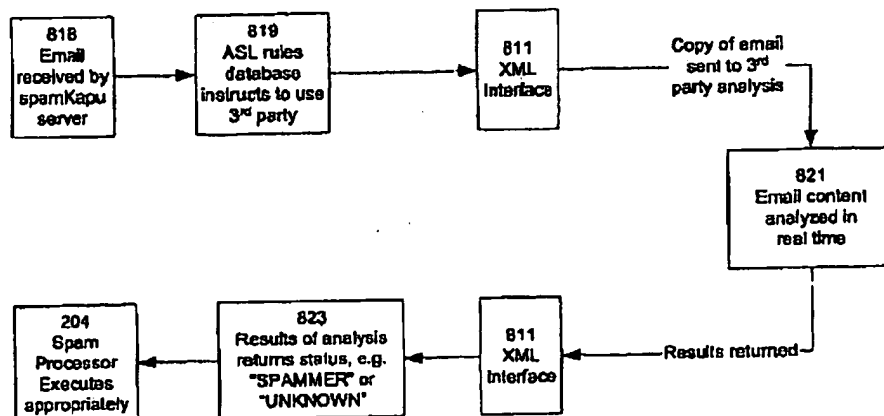 818
Email
received by
spamKapu
server
819
ASL rules
database
instructs to use
3rd party
811
XML
Interface
Copy of email
sent to 3rd
party analysis
821
Email content
analyzed in
real time
Results returned
811
XML
Interface
823
Results of analysis
returns status, e.g.
"SPAMMER" or
"UNKNOWN"
204
Spam
Processor
Executes
appropriately